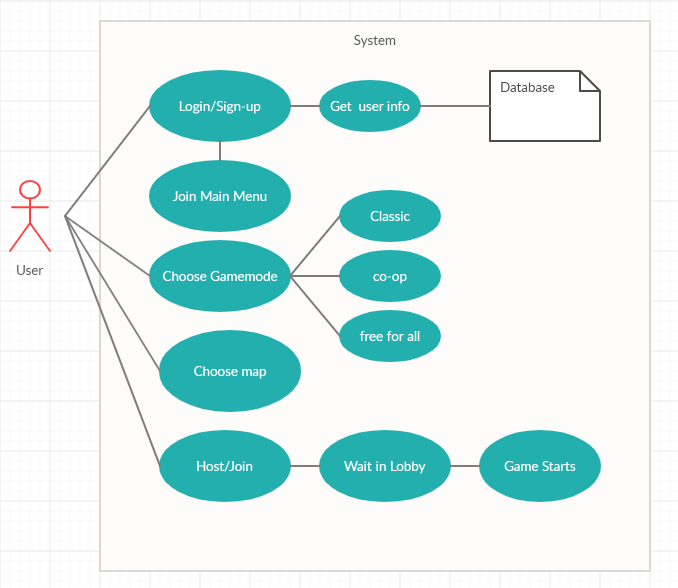 System
Login/Sign-up
Get  user info
Database
Join Main Menu
User
Classic
Choose Gamemode
co-op
free for all
Choose map
Host/Join
Wait in Lobby
Game Starts